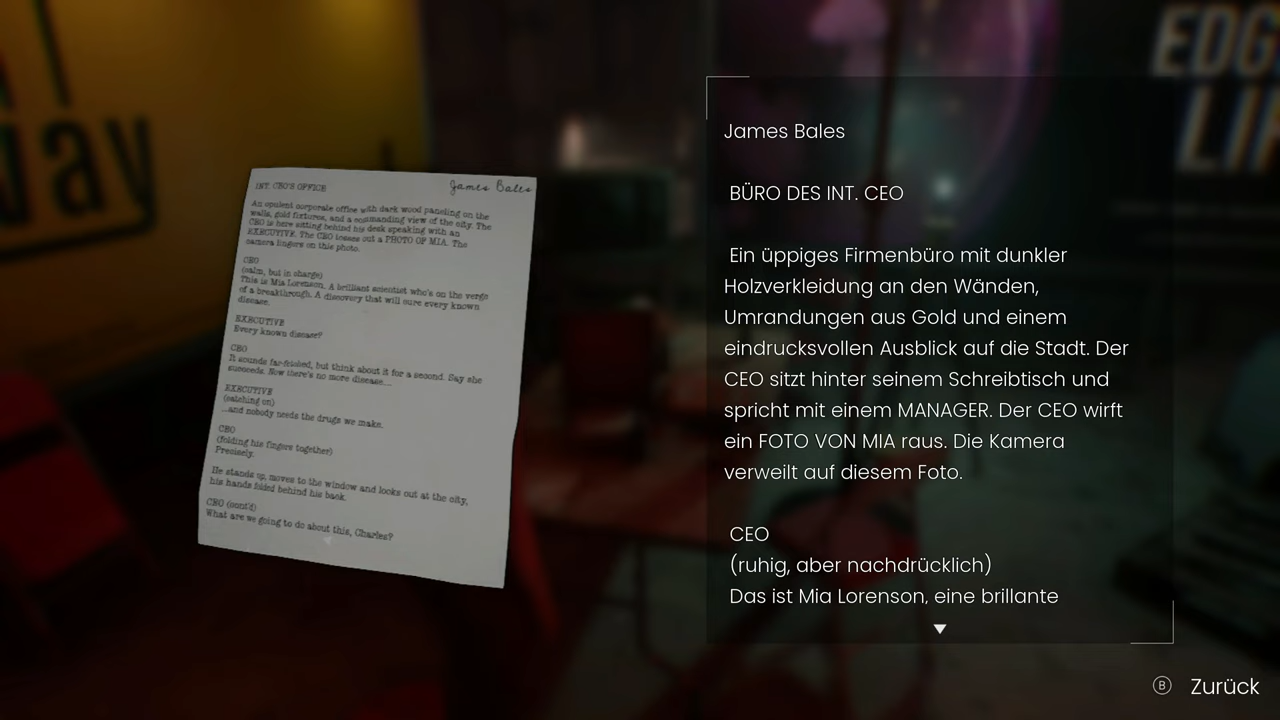 ay
EDG
LI
INT. CEO'S OFFICE
James Bales
An opulent corporate office with dark wood paneling on the
walls, gold fixtures, and a commanding view of the city. The
CEO is here sitting behind his desk speaking with an
EXECUTIVE. The CEO tosses out a PHOTO OF MIA. The
camera lingers on this photo.
CEO
(calm, but in charge)
This is Mia Lorenson. A brilliant scientist who's on the verge
of a breakthrough. A discovery that will cure every known
disease.
EXECUTIVE
Every known disease?
CEO
It sounds far-fetched, but think about it for a second. Say she
succeeds. Now there's no more disease...
EXECUTIVE
(catching on)
...and nobody needs the drugs we make.
CEO
(folding his fingers together)
Precisely.
He stands up, moves to the window and looks out at the city,
his hands folded behind his back.
CEO (cont'd)
What are we going to do about this, Charles?
James Bales
BÜRO DES INT. CEO
Ein üppiges Firmenbüro mit dunkler
Holzverkleidung an den Wänden,
Umrandungen aus Gold und einem
eindrucksvollen Ausblick auf die Stadt. Der
CEO sitzt hinter seinem Schreibtisch und
spricht mit einem MANAGER. Der CEO wirft
ein FOTO VON MIA raus. Die Kamera
verweilt auf diesem Foto.
CEO
(ruhig, aber nachdrücklich)
Das ist Mia Lorenson, eine brillante
B Zurück